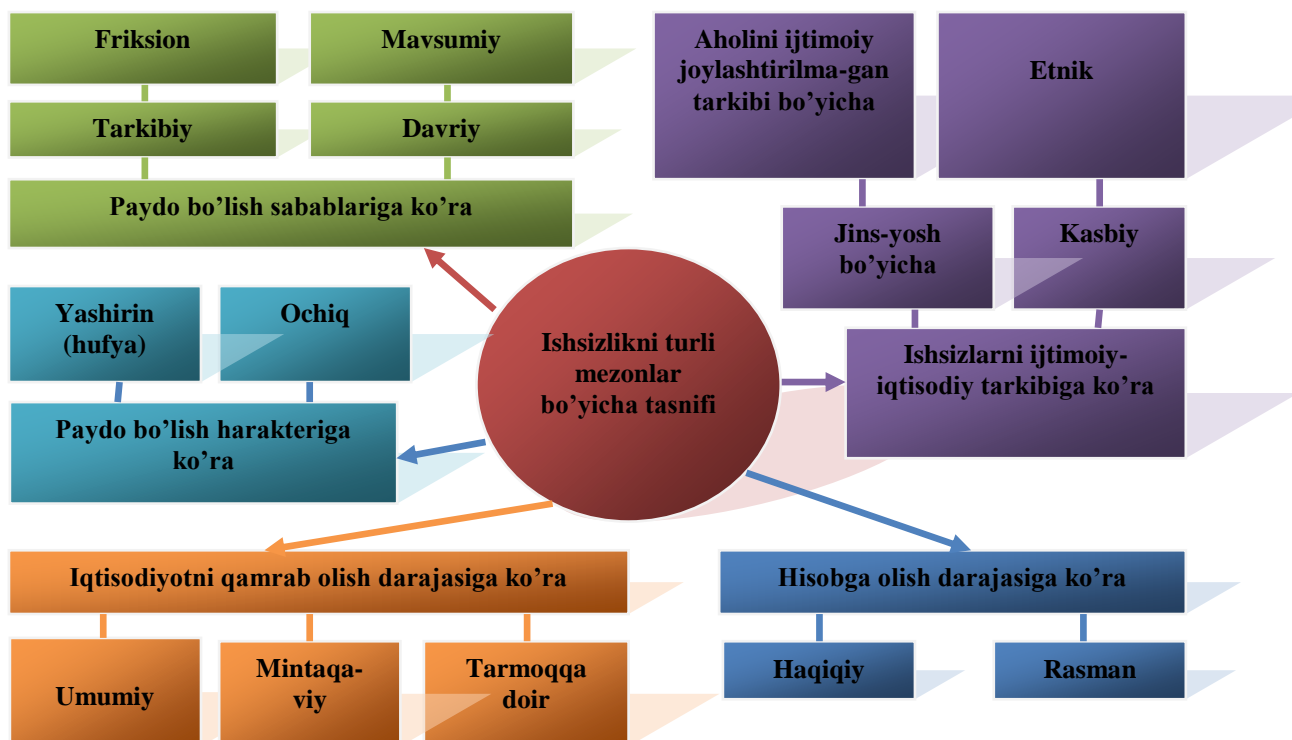 Friksion
Mavsumiy
Tarkibiy
Davriy
Paydo bo’lish sabablariga ko’ra
Aholini ijtimoiy
joylashtirilma-gan
tarkibi bo’yicha
Etnik
Jins-yosh
bo’yicha
Kasbiy
Ishsizlarni ijtimoiy-
iqtisodiy tarkibiga ko’ra
Yashirin
(hufya)
Ochiq
Paydo bo’lish harakteriga
ko’ra
Ishsizlikni turli
mezonlar
bo’yicha tasnifi
Iqtisodiyotni qamrab olish darajasiga ko’ra
Umumiy
Mintaqa-
viy
Tarmoqqa
doir
Hisobga olish darajasiga ko’ra
Haqiqiy
Rasman